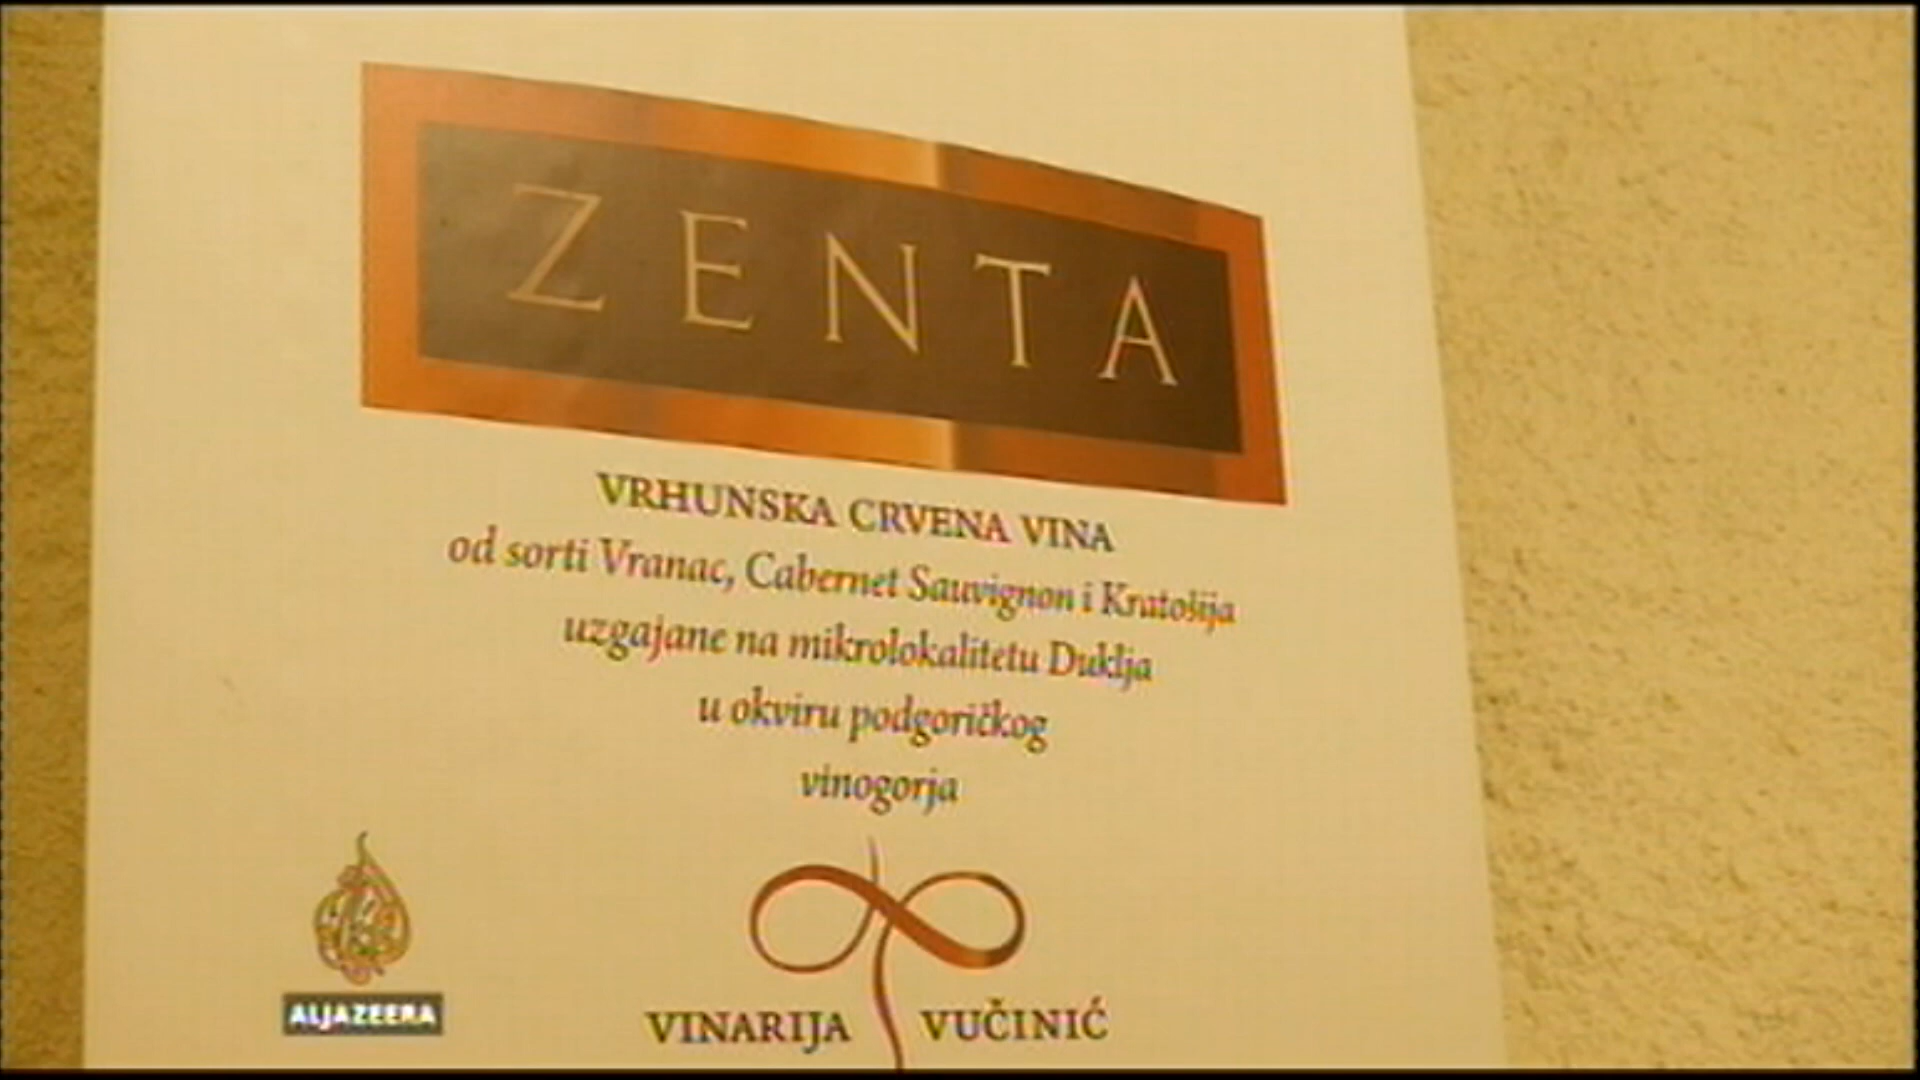 ZENTA
VRHUNSKA CRVENA VINA
od sorti Vranac, Cabernet Sauvignon i Kratošija
uzgajane na mikrolokalitetu Duklja
u okviru podgoričkog
vinogorja
VINARIJA VUČINIĆ
ALJAZEERA